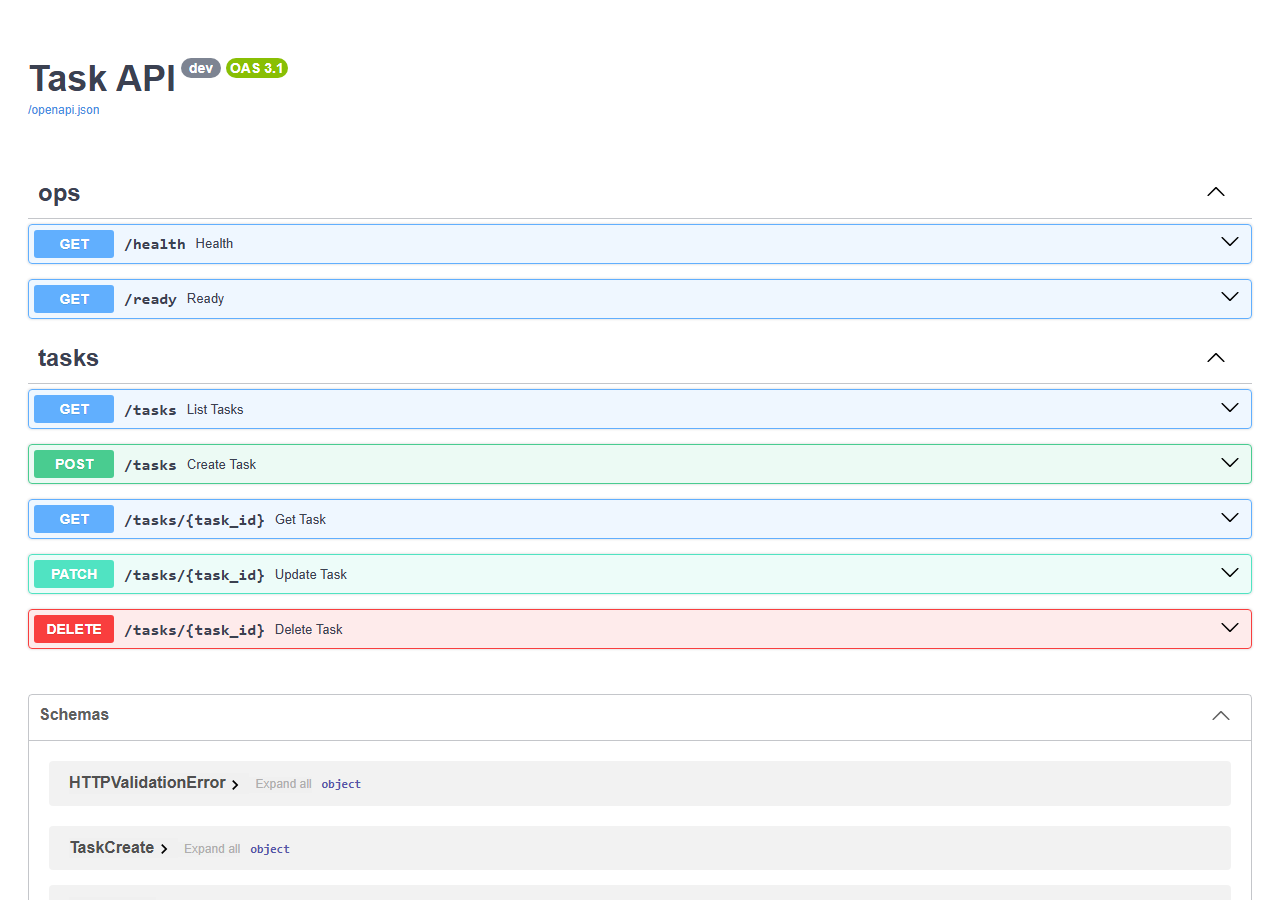 Task API dev OAS 3.1
/openapi.json
ops
GET /health Health
GET /ready Ready
tasks
GET /tasks List Tasks
POST /tasks Create Task
GET /tasks/{task_id} Get Task
PATCH /tasks/{task_id} Update Task
DELETE /tasks/{task_id} Delete Task
Schemas
HTTPValidationError Expand all object
TaskCreate Expand all object